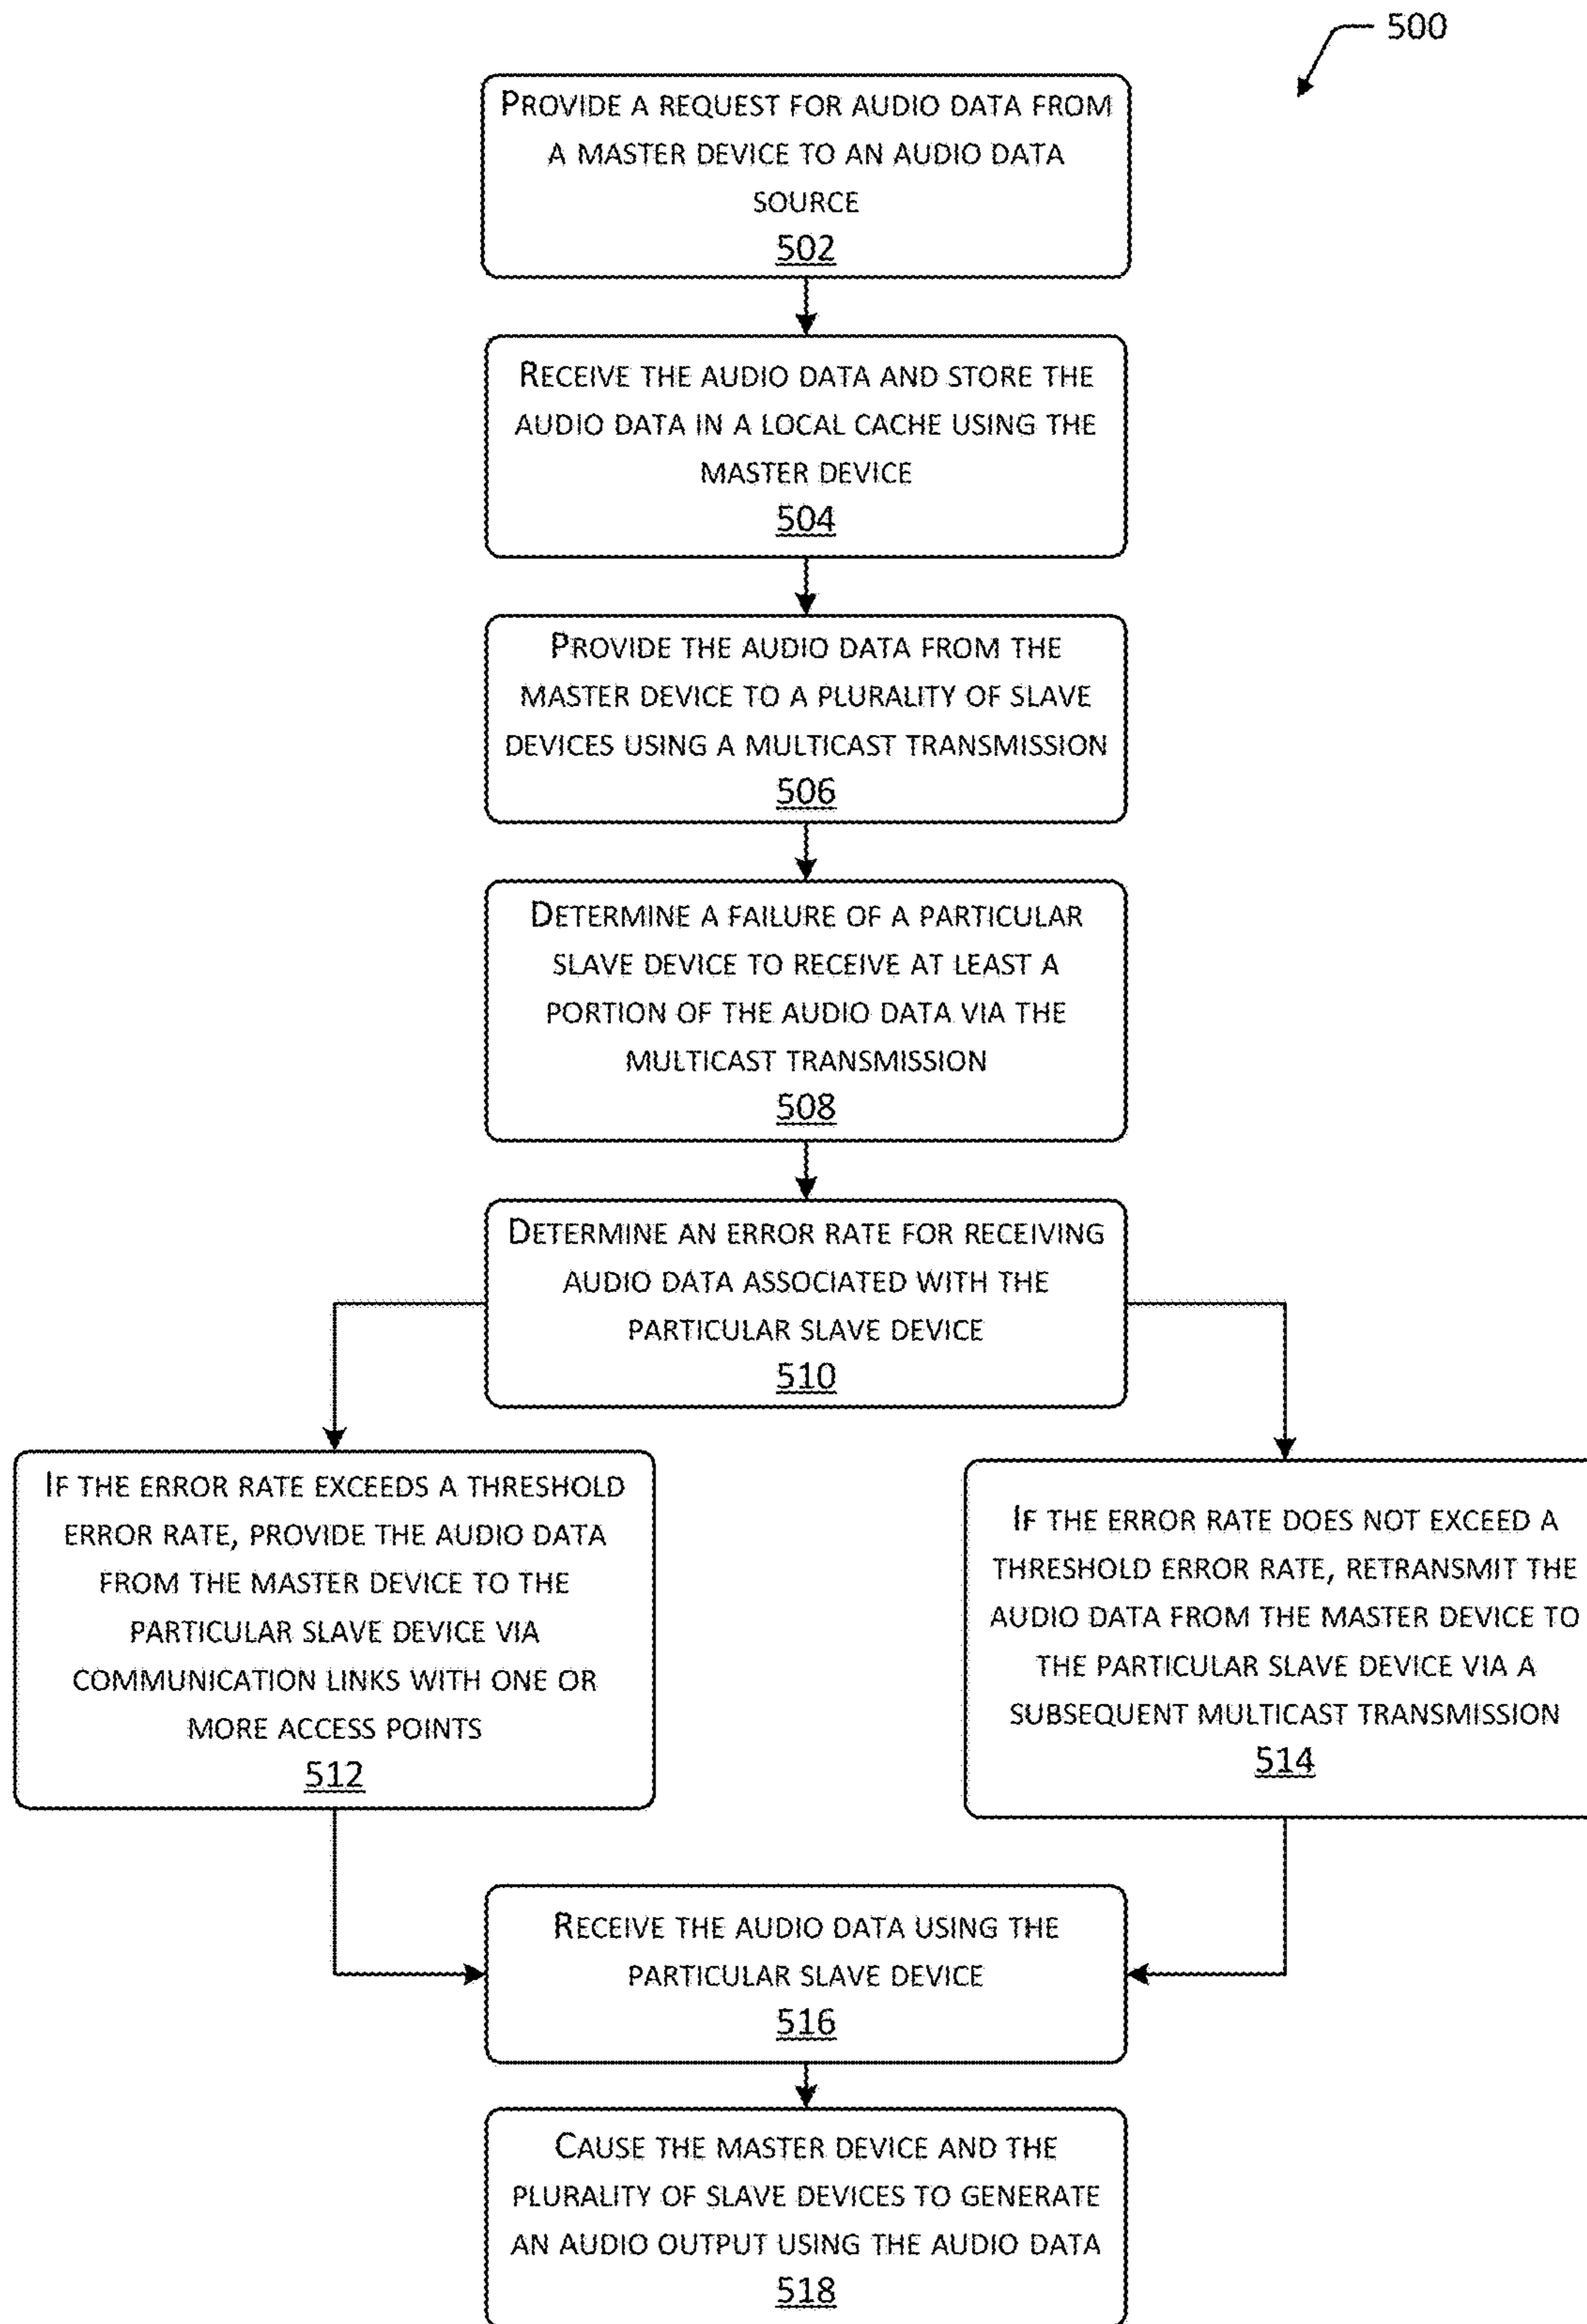 500
PROVIDE A REQUEST FOR AUDIO DATA FROM
A MASTER DEVICE TO AN AUDIO DATA
SOURCE
502
RECEIVE THE AUDIO DATA AND STORE THE
AUDIO DATA IN A LOCAL CACHE USING THE
MASTER DEVICE
504
PROVIDE THE AUDIO DATA FROM THE
MASTER DEVICE TO A PLURALITY OF SLAVE
DEVICES USING A MULTICAST TRANSMISSION
506
DETERMINE A FAILURE OF A PARTICULAR
SLAVE DEVICE TO RECEIVE AT LEAST A
PORTION OF THE AUDIO DATA VIA THE
MULTICAST TRANSMISSION
508
DETERMINE AN ERROR RATE FOR RECEIVING
AUDIO DATA ASSOCIATED WITH THE
PARTICULAR SLAVE DEVICE
510
IF THE ERROR RATE EXCEEDS A THRESHOLD
ERROR RATE, PROVIDE THE AUDIO DATA
FROM THE MASTER DEVICE TO THE
PARTICULAR SLAVE DEVICE VIA
COMMUNICATION LINKS WITH ONE OR
MORE ACCESS POINTS
512
IF THE ERROR RATE DOES NOT EXCEED A
THRESHOLD ERROR RATE, RETRANSMIT THE
AUDIO DATA FROM THE MASTER DEVICE TO
THE PARTICULAR SLAVE DEVICE VIA A
SUBSEQUENT MULTICAST TRANSMISSION
514
RECEIVE THE AUDIO DATA USING THE
PARTICULAR SLAVE DEVICE
516
CAUSE THE MASTER DEVICE AND THE
PLURALITY OF SLAVE DEVICES TO GENERATE
AN AUDIO OUTPUT USING THE AUDIO DATA
518